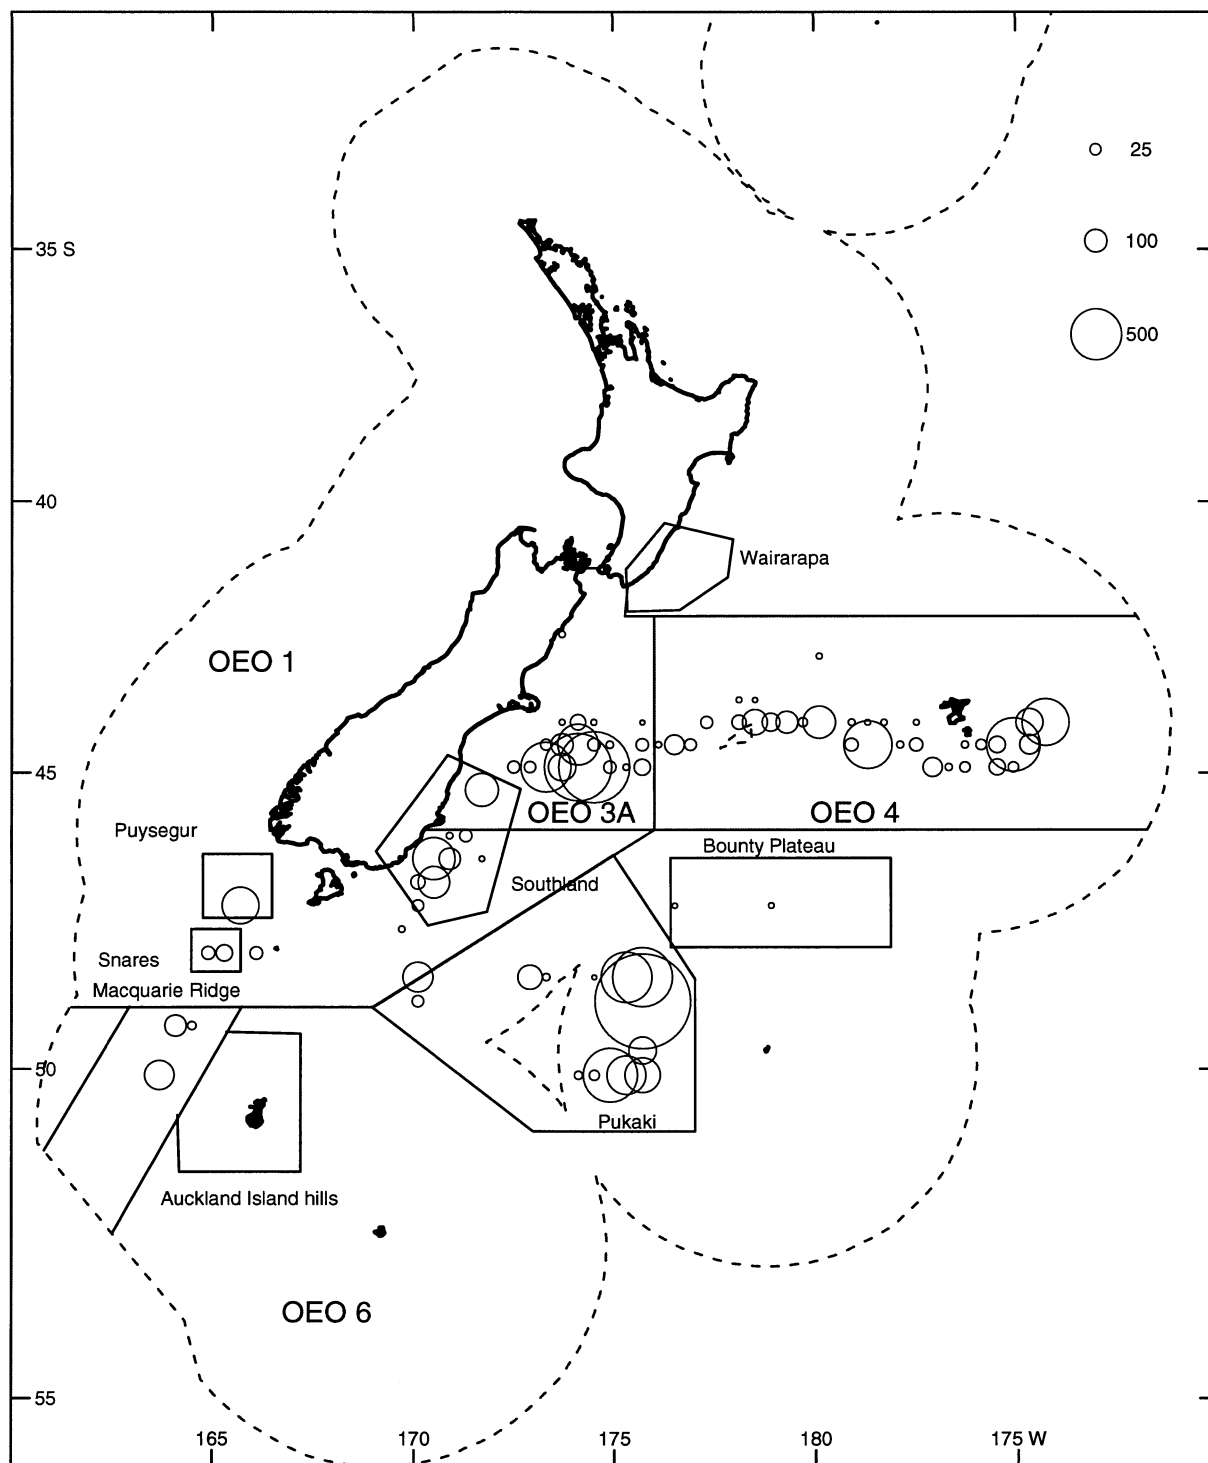 25
100
35 S
500
40
Wairarapa
OEO 1
45
OEO 3A
OEO 4
Puysegur
Bounty Plateau
Southland
Snares
Macquarie Ridge
50
Pukaki
Auckland Island hills
OEO 6
55
165
170
175
180
175 W